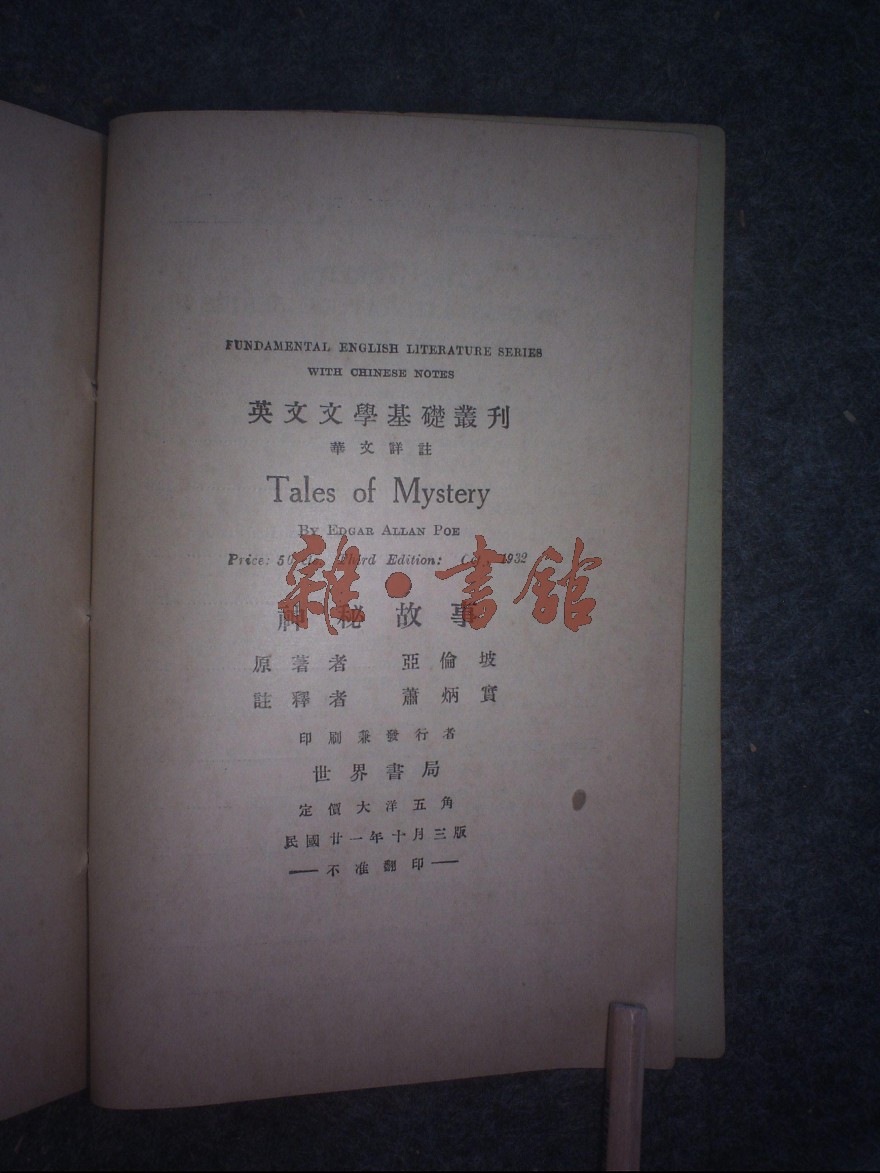 FUNDAMENTAL ENGLISH LITERATURE SERIES
WITH CHINESE NOTES
英文文學基礎叢刊
華文詳註
Tales of Mystery
BY EDGAR ALLAN POE
Price: 50 Third Edition: 1932
雜·書館
神秘故事
原著者 亞倫坡
註釋者 蕭炳實
印刷兼發行者
世界書局
定價大洋五角
民國廿一年十月三版
——不准翻印——